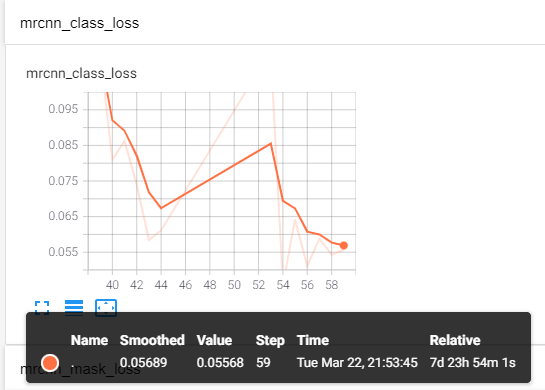 mrcnn_class_loss
mrcnn_class_loss
0.095
0.085
0.075
0.065
0.055
40 42 44 46 48 50 52 54 56 58
Name Smoothed Value Step Time Relative
0.05689 0.05568 59 Tue Mar 22, 21:53:45 7d 23h 54m 1s
mrcnn_mask_loss